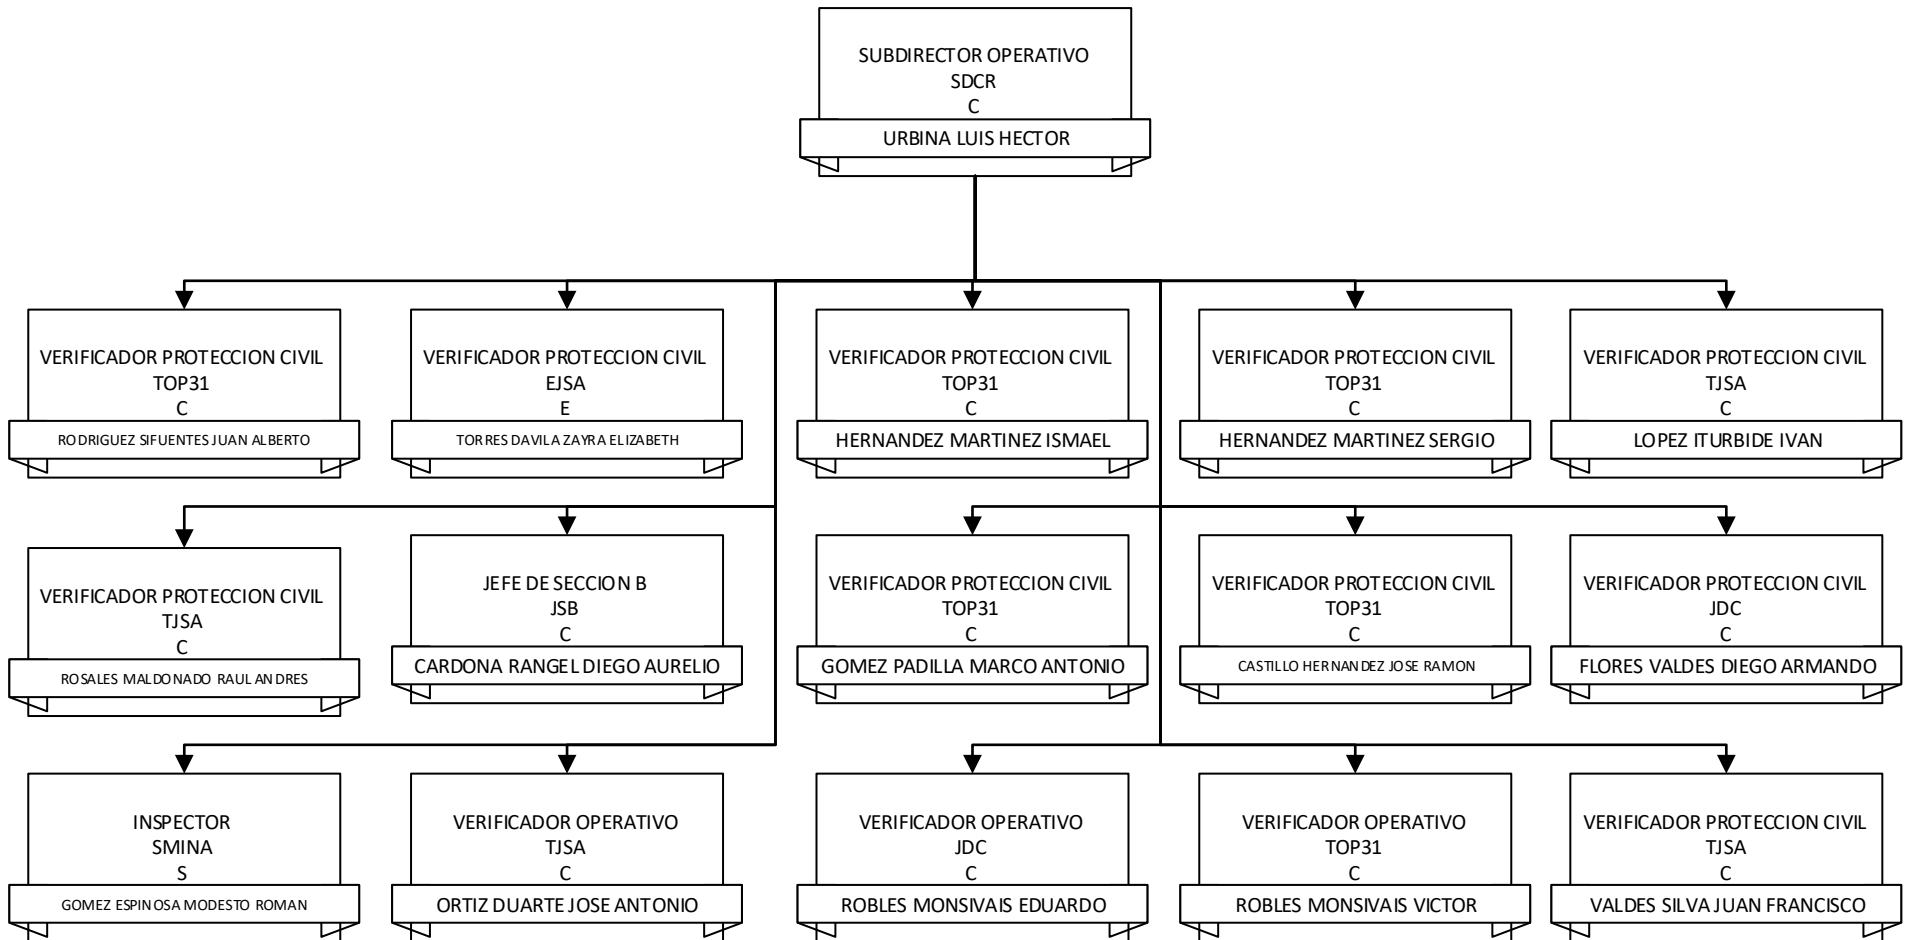 SUBDIRECTOR OPERATIVO
SDCR
C
URBINA LUIS HECTOR
VERIFICADOR PROTECCION CIVIL
TOP31
C
RODRIGUEZ SIFUENTES JUAN ALBERTO
VERIFICADOR PROTECCION CIVIL
EJSA
E
TORRES DAVILA ZAYRA ELIZABETH
VERIFICADOR PROTECCION CIVIL
TOP31
C
HERNANDEZ MARTINEZ ISMAEL
VERIFICADOR PROTECCION CIVIL
TOP31
C
HERNANDEZ MARTINEZ SERGIO
VERIFICADOR PROTECCION CIVIL
TJSA
C
LOPEZ ITURBIDE IVAN
VERIFICADOR PROTECCION CIVIL
TJSA
C
ROSALES MALDONADO RAUL ANDRES
JEFE DE SECCION B
JSB
C
CARDONA RANGEL DIEGO AURELIO
VERIFICADOR PROTECCION CIVIL
TOP31
C
GOMEZ PADILLA MARCO ANTONIO
VERIFICADOR PROTECCION CIVIL
TOP31
C
CASTILLO HERNANDEZ JOSE RAMON
VERIFICADOR PROTECCION CIVIL
JDC
C
FLORES VALDES DIEGO ARMANDO
INSPECTOR
SMINA
S
GOMEZ ESPINOSA MODESTO ROMAN
VERIFICADOR OPERATIVO
TJSA
C
ORTIZ DUARTE JOSE ANTONIO
VERIFICADOR OPERATIVO
JDC
C
ROBLES MONSIVAIS EDUARDO
VERIFICADOR OPERATIVO
TOP31
C
ROBLES MONSIVAIS VICTOR
VERIFICADOR PROTECCION CIVIL
TJSA
C
VALDES SILVA JUAN FRANCISCO